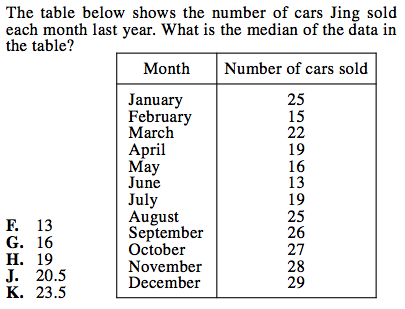 The table below shows the number of cars Jing sold
each month last year. What is the median of the data in
the table?
Month Number of cars sold
January 25
February 15
March 22
April 19
May 16
June 13
July 19
August 25
September 26
October 27
November 28
December 29
F. 13
G. 16
H. 19
J. 20.5
K. 23.5